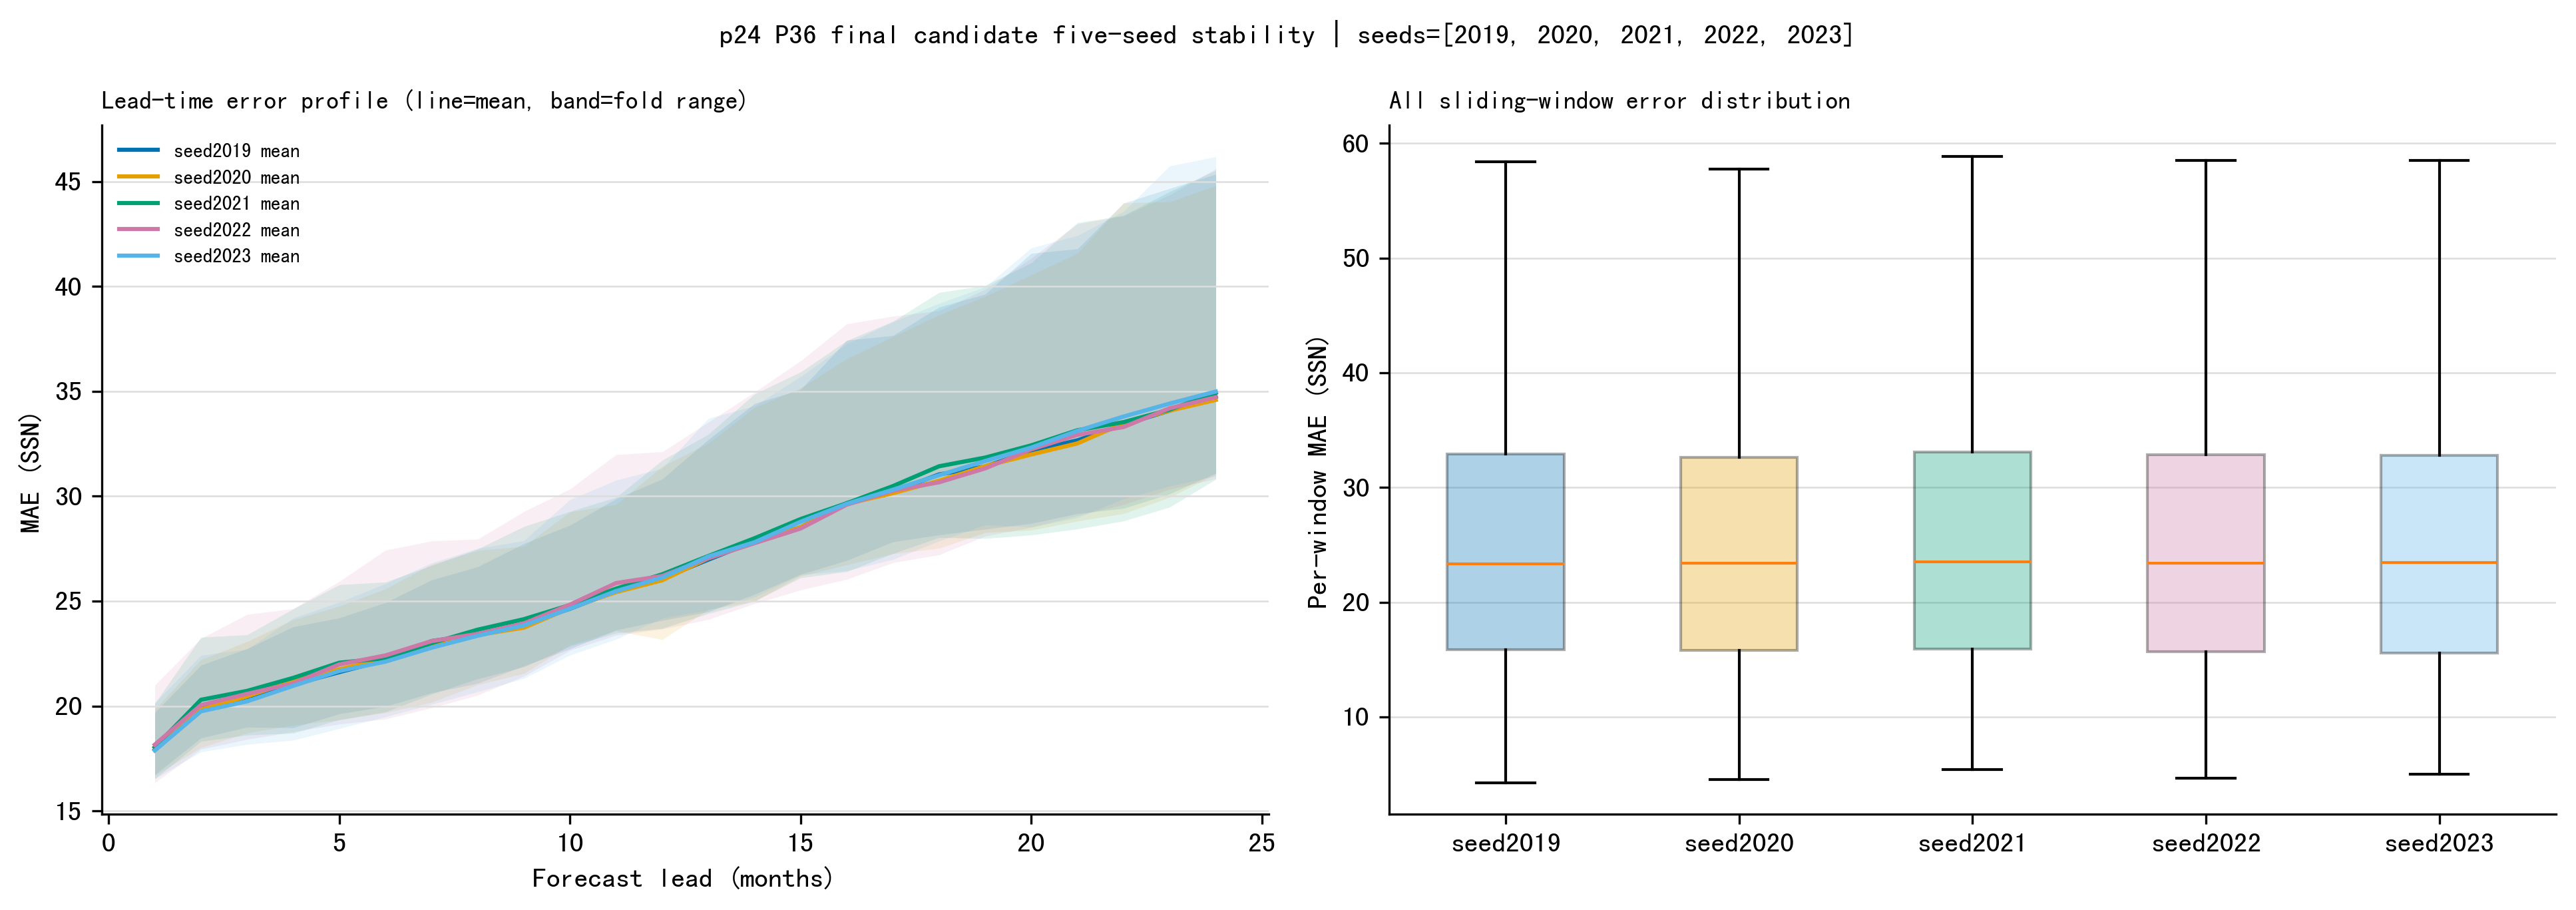 p24 P36 final candidate five-seed stability | seeds=[2019, 2020, 2021, 2022, 2023]
Lead-time error profile (line=mean, band=fold range)
seed2019 mean
seed2020 mean
seed2021 mean
seed2022 mean
seed2023 mean
MAE (SSN)
45
40
35
30
25
20
15
0 5 10 15 20 25
Forecast lead (months)
All sliding-window error distribution
Per-window MAE (SSN)
60
50
40
30
20
10
seed2019 seed2020 seed2021 seed2022 seed2023